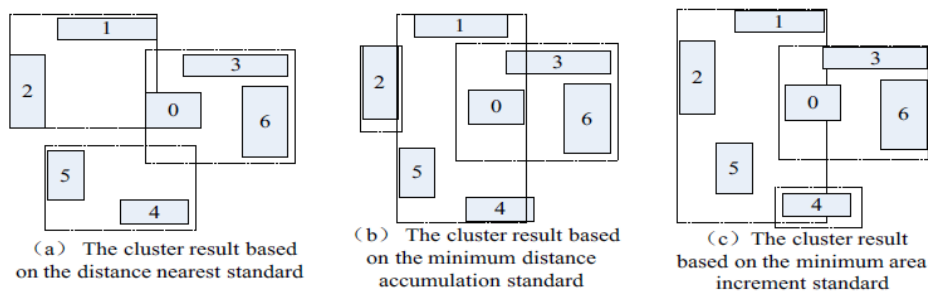 1
2
3
0
6
5
4
(a) The cluster result based
on the distance nearest standard
1
2
3
0
6
5
4
(b) The cluster result based
on the minimum distance
accumulation standard
1
2
3
0
6
5
4
(c) The cluster result
based on the minimum area
increment standard